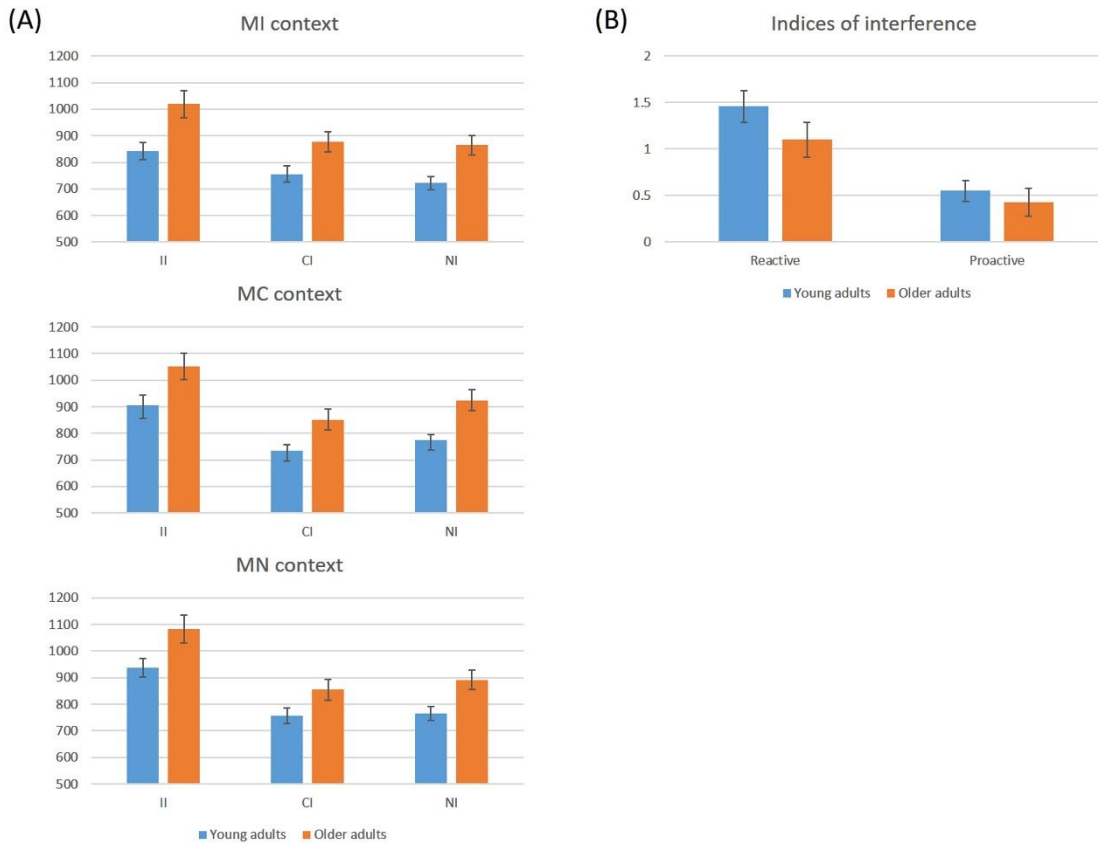 (A)
MI context
1200
1100
1000
900
800
700
600
500
II CI NI
MC context
1200
1100
1000
900
800
700
600
500
II CI NI
MN context
1200
1100
1000
900
800
700
600
500
II CI NI
Young adults Older adults
(B)
Indices of interference
2
1.5
1
0.5
0
Reactive Proactive
Young adults Older adults